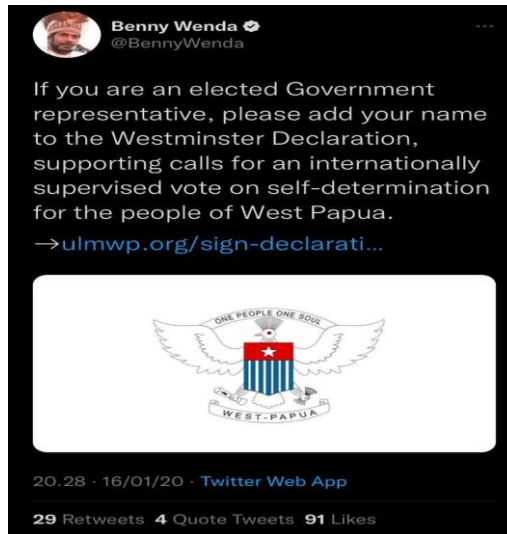 Benny Wenda
@BennyWenda
If you are an elected Government
representative, please add your name
to the Westminster Declaration,
supporting calls for an internationally
supervised vote on self-determination
for the people of West Papua.
→ulmwp.org/sign-declarati...
ONE PEOPLE ONE SOUL
WEST-PAPUA
20.28 · 16/01/20 · Twitter Web App
29 Retweets 4 Quote Tweets 91 Likes